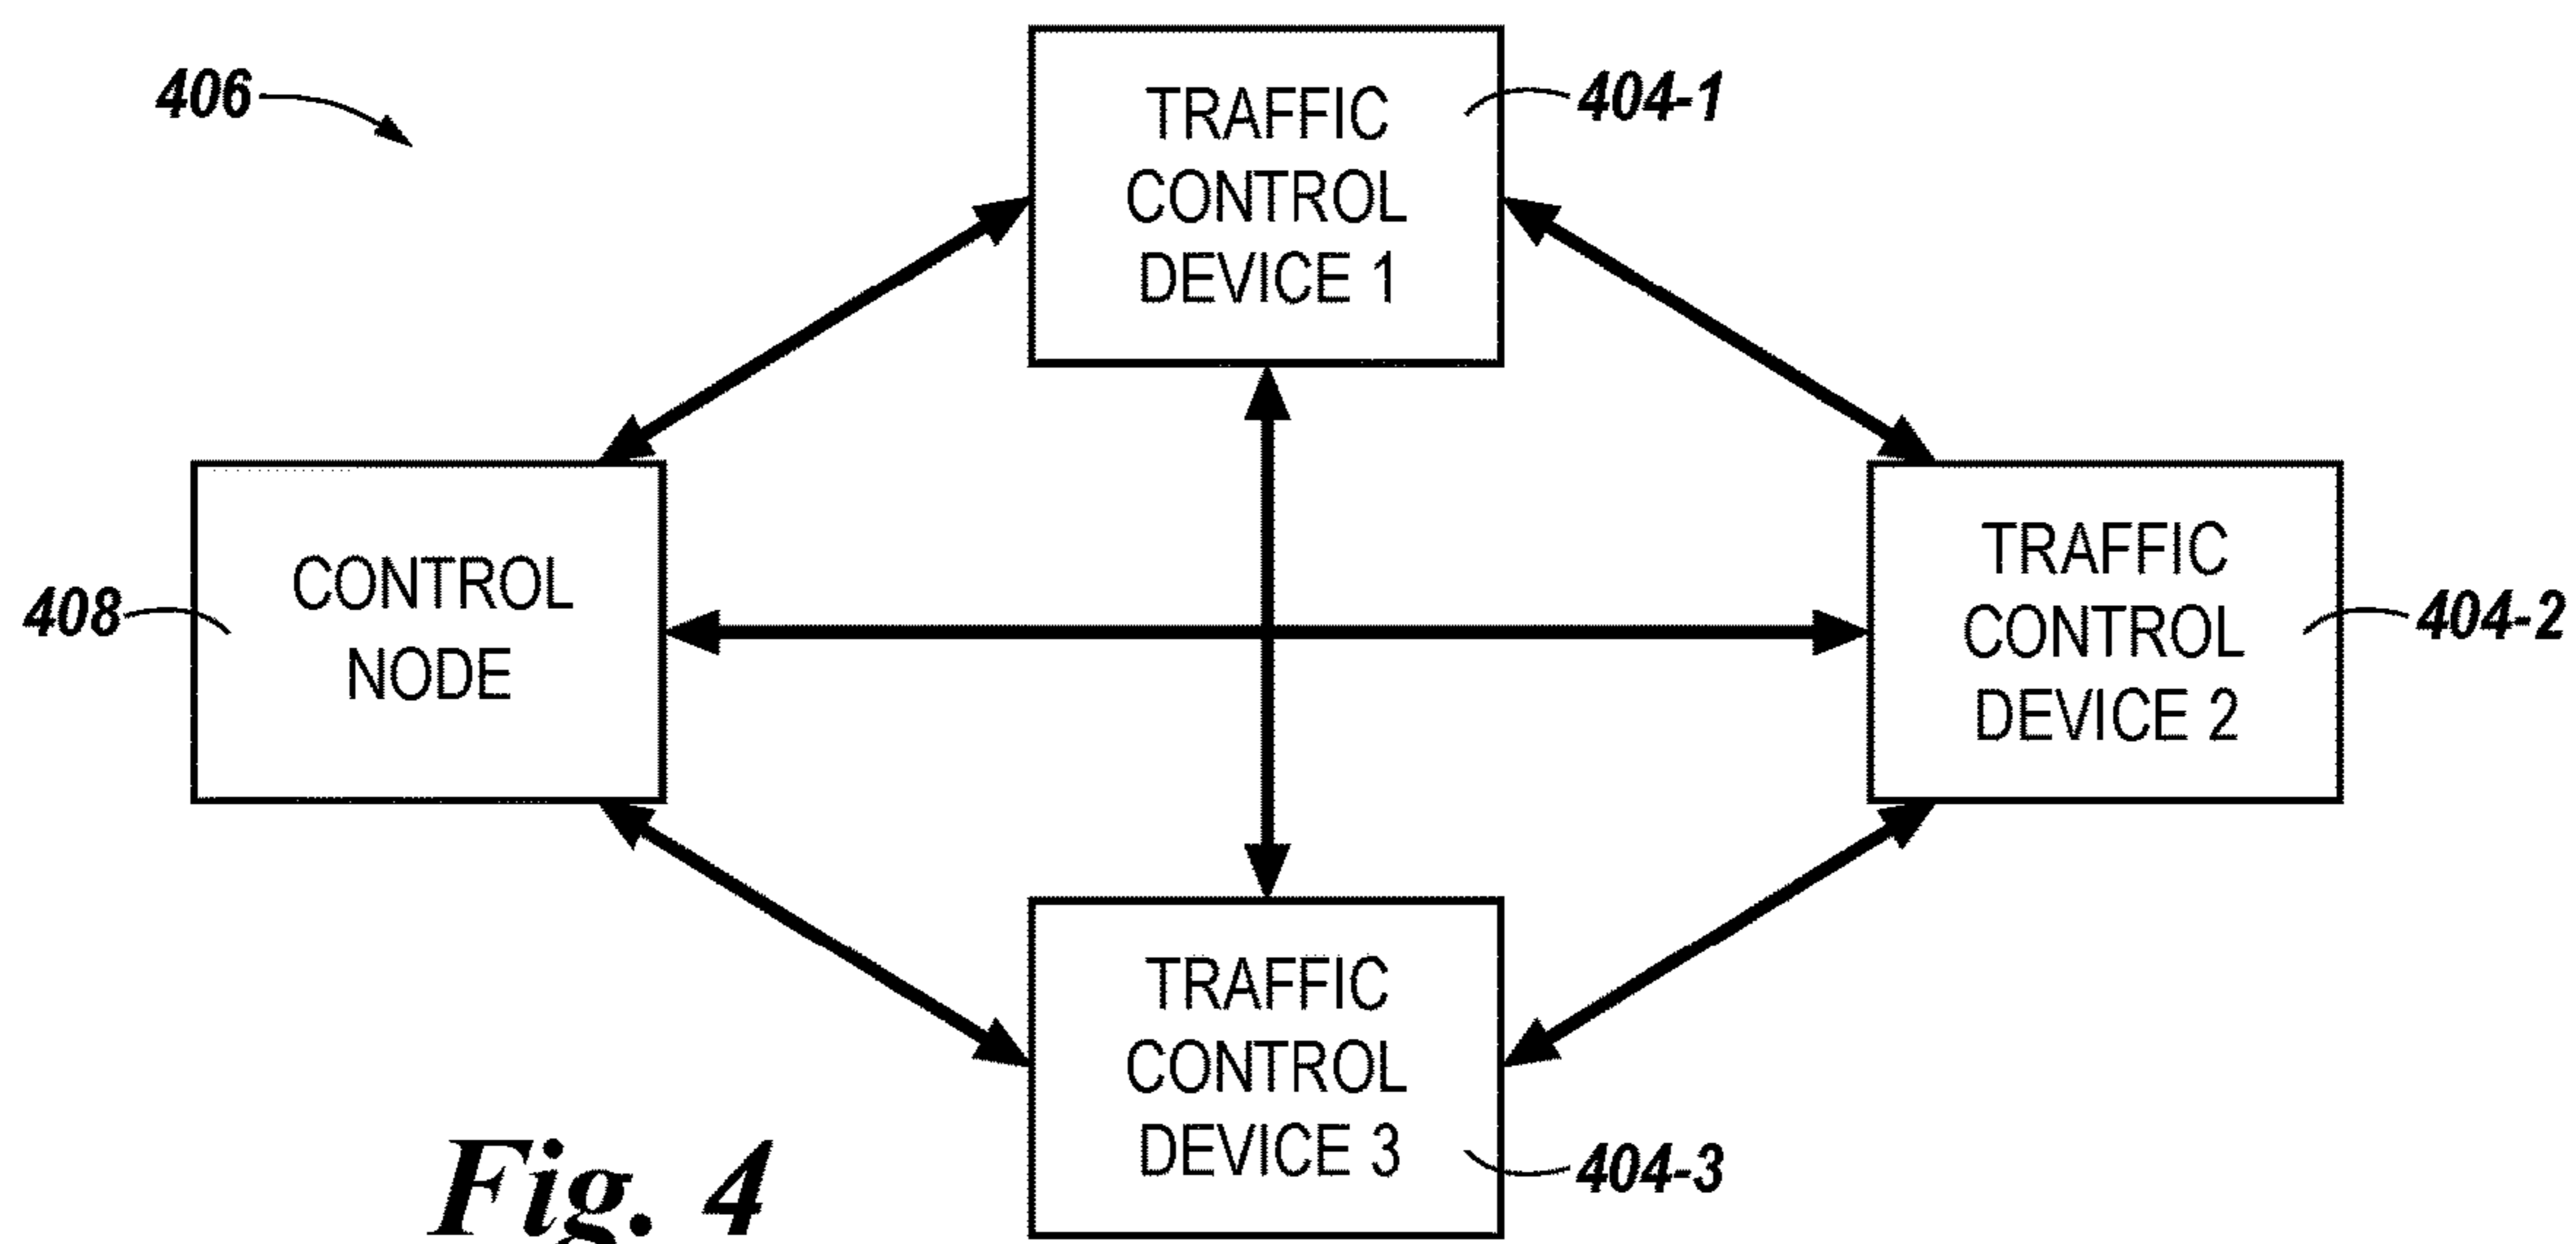 406
TRAFFIC
CONTROL
DEVICE 1
404-1
408
CONTROL
NODE
TRAFFIC
CONTROL
DEVICE 2
404-2
TRAFFIC
CONTROL
DEVICE 3
404-3
Fig. 4